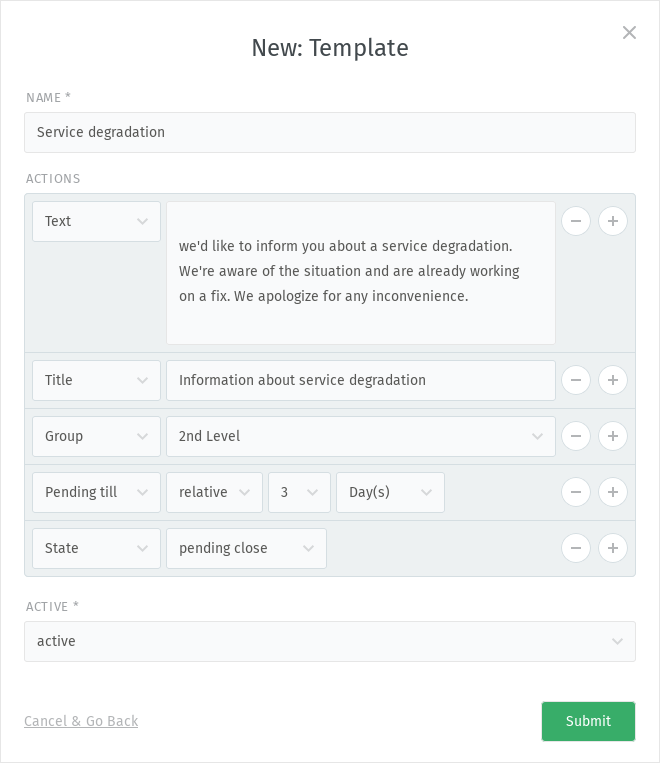 New: Template
NAME *
Service degradation
ACTIONS
Text
we'd like to inform you about a service degradation.
We're aware of the situation and are already working
on a fix. We apologize for any inconvenience.
Title
Information about service degradation
Group
2nd Level
Pending till
relative
3
Day(s)
State
pending close
ACTIVE *
active
Cancel & Go Back
Submit